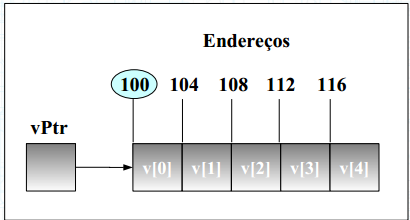 Endereços
100 104 108 112 116
vPtr
v[0] v[1] v[2] v[3] v[4]